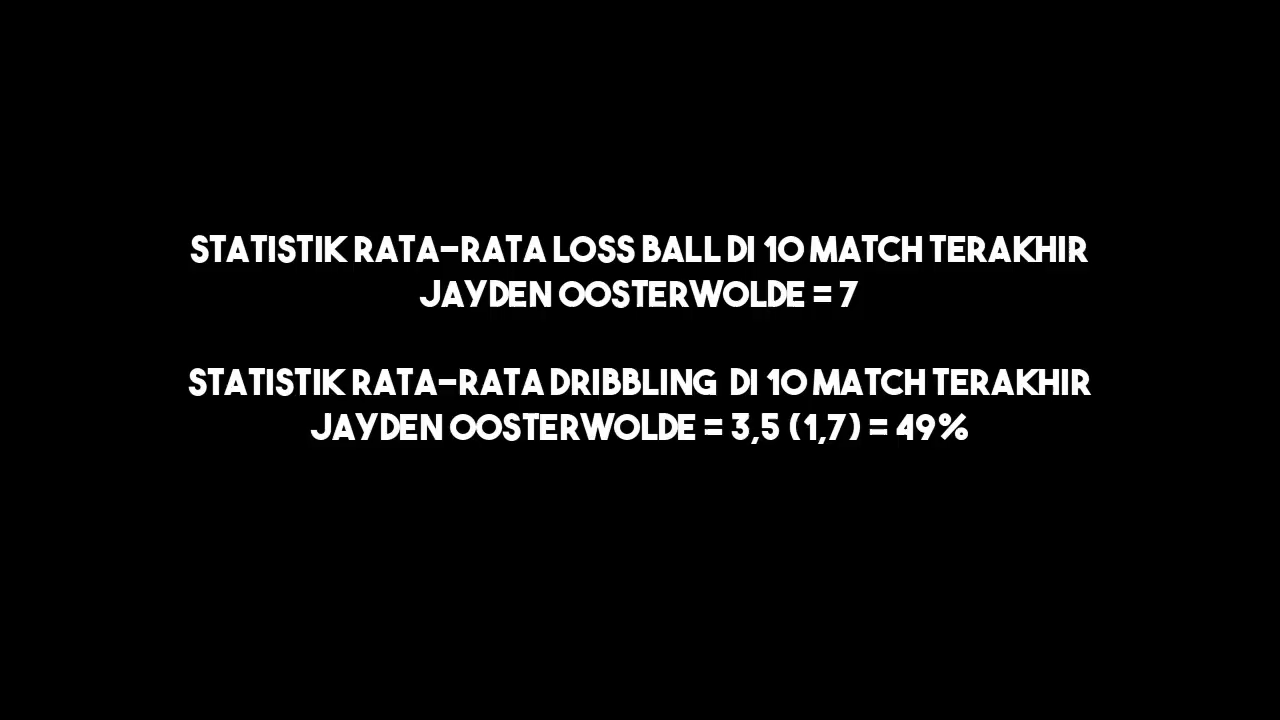 STATISTIK RATA-RATA LOSS BALL DI 10 MATCH TERAKHIR
JAYDEN OOSTERWOLDE = 7
STATISTIK RATA-RATA DRIBBLING DI 10 MATCH TERAKHIR
JAYDEN OOSTERWOLDE = 3,5 (1,7) = 49%